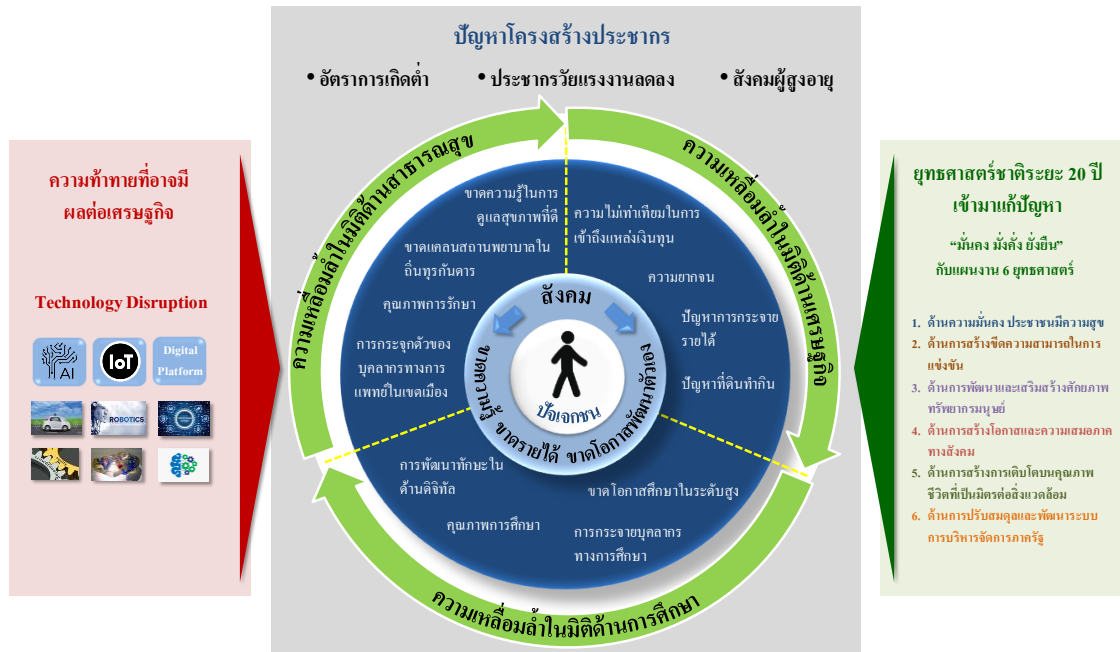 ปัญหาโครงสร้างประชากร
• อัตราการเกิดต่ำ • ประชากรวัยแรงงานลดลง • สังคมผู้สูงอายุ
ความท้าทายที่อาจมี
ผลต่อเศรษฐกิจ
Technology Disruption
AI
IoT
Digital
Platform
ROBOTICS
ความเหลื่อมล้ำในมิติด้านสาธารณสุข
ขาดความรู้ในการ
ดูแลสุขภาพที่ดี
ขาดแคลนสถานพยาบาลใน
ถิ่นทุรกันดาร
คุณภาพการรักษา
การกระจุกตัวของ
บุคลากรทางการ
แพทย์ในเขตเมือง
ความเหลื่อมล้ำในมิติด้านเศรษฐกิจ
ความไม่เท่าเทียมในการ
เข้าถึงแหล่งเงินทุน
ความยากจน
ปัญหาการกระจาย
รายได้
ปัญหาที่ดินทำกิน
สังคม
ปัจเจกชน
ขาดความรู้ ขาดรายได้ ขาดโอกาสพัฒนาตัวเอง
การพัฒนาทักษะใน
ด้านดิจิทัล
คุณภาพการศึกษา
ขาดโอกาสศึกษาในระดับสูง
การกระจายบุคลากร
ทางการศึกษา
ความเหลื่อมล้ำในมิติด้านการศึกษา
ยุทธศาสตร์ชาติระยะ 20 ปี
เข้ามาแก้ปัญหา
“มั่นคง มั่งคั่ง ยั่งยืน”
กับแผนงาน 6 ยุทธศาสตร์
1. ด้านความมั่นคง ประชาชนมีความสุข
2. ด้านการสร้างขีดความสามารถในการ
แข่งขัน
3. ด้านการพัฒนาและเสริมสร้างศักยภาพ
ทรัพยากรมนุษย์
4. ด้านการสร้างโอกาสและความเสมอภาค
ทางสังคม
5. ด้านการสร้างการเติบโตบนคุณภาพ
ชีวิตที่เป็นมิตรต่อสิ่งแวดล้อม
6. ด้านการปรับสมดุลและพัฒนาระบบ
การบริหารจัดการภาครัฐ